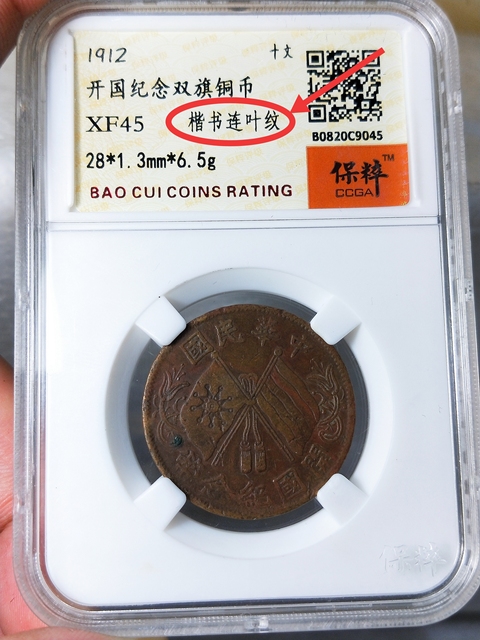 1912 十文
开国纪念双旗铜币
XF45 楷书连叶纹
28*1.3mm*6.5g
B0820C9045
BAO CUI COINS RATING
保粹™
CCGA
中華民國
開國紀念幣
保粹